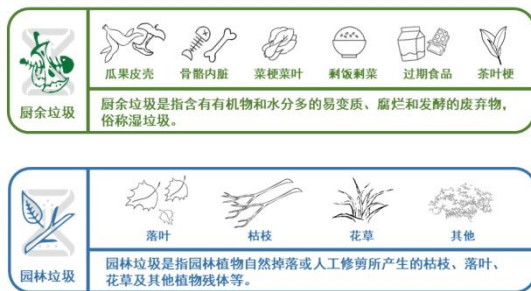 瓜果皮壳 骨骼内脏 菜梗菜叶 剩饭剩菜 过期食品 茶叶梗
厨余垃圾
厨余垃圾是指含有有机物和水分多的易变质、腐烂和发酵的废弃物，
俗称湿垃圾。
落叶 枯枝 花草 其他
园林垃圾
园林垃圾是指园林植物自然掉落或人工修剪所产生的枯枝、落叶、
花草及其他植物残体等。